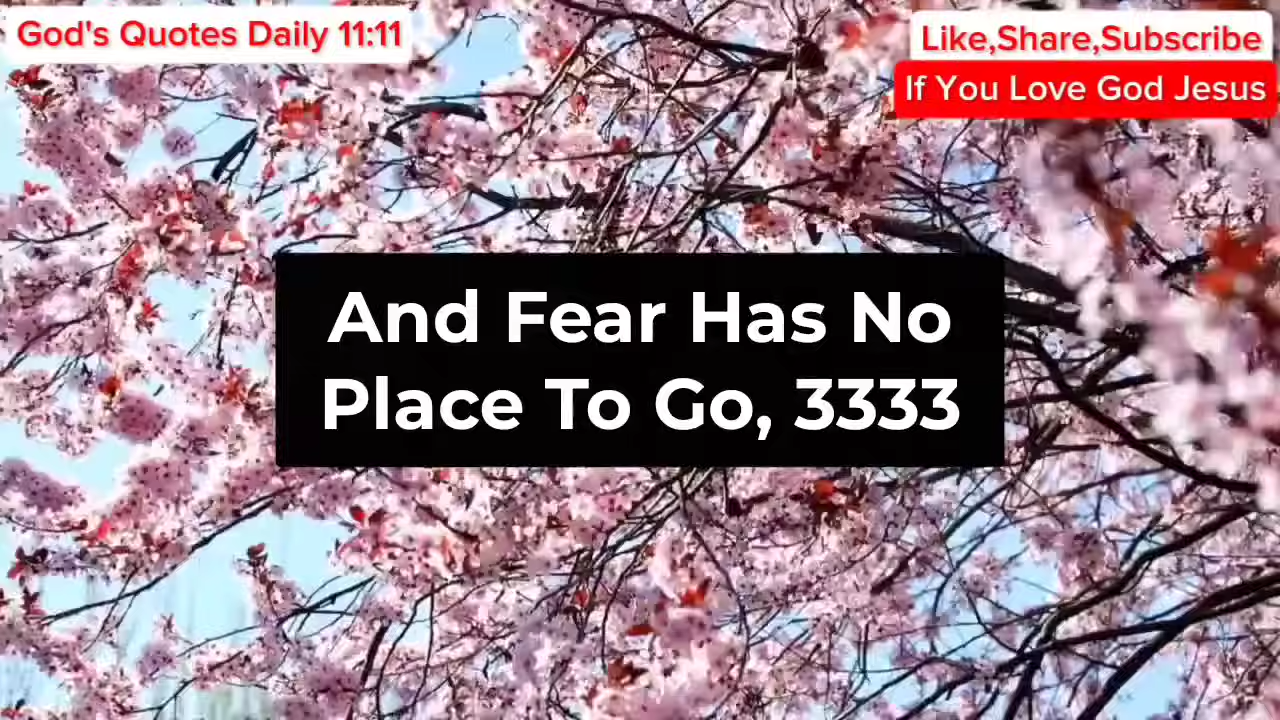 God's Quotes Daily 11:11
Like,Share,Subscribe
If You Love God Jesus
And Fear Has No
Place To Go, 3333